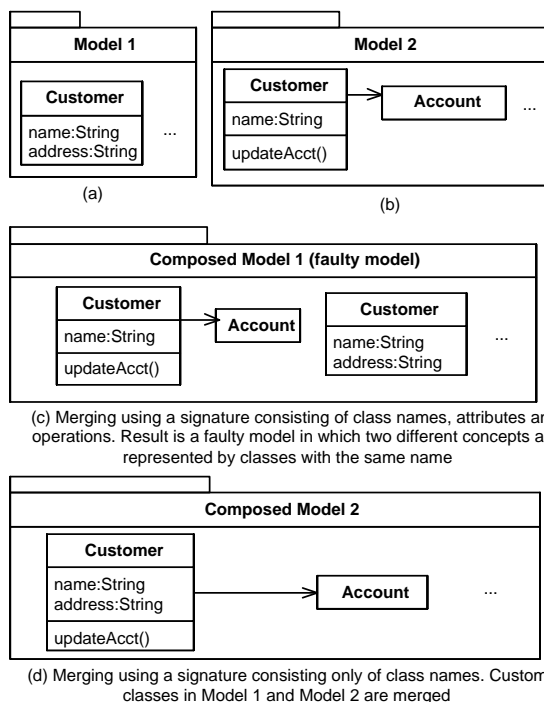 Model 1
Customer
name:String
address:String
...
(a)
Model 2
Customer
name:String
updateAcct()
Account
...
(b)
Composed Model 1 (faulty model)
Customer
name:String
updateAcct()
Account
Customer
name:String
address:String
...
(c) Merging using a signature consisting of class names, attributes an
operations. Result is a faulty model in which two different concepts a
represented by classes with the same name
Composed Model 2
Customer
name:String
address:String
updateAcct()
Account
...
(d) Merging using a signature consisting only of class names. Custom
classes in Model 1 and Model 2 are merged